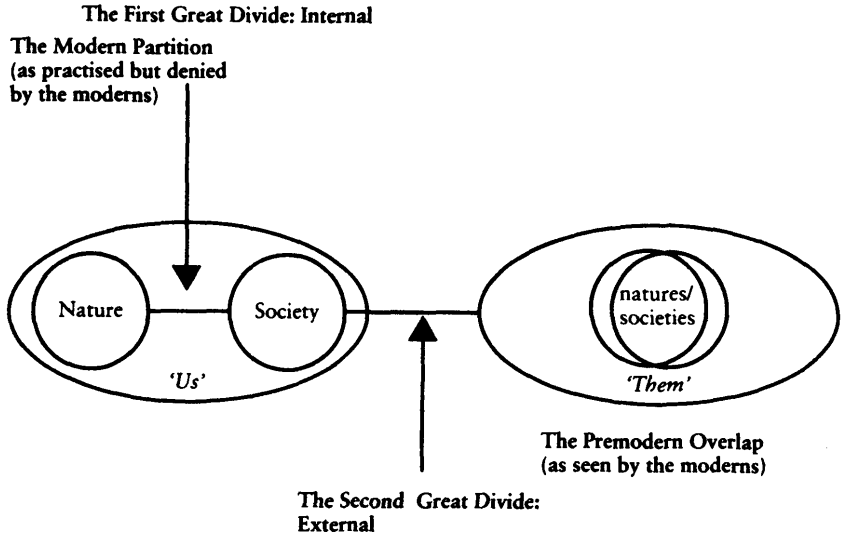 The First Great Divide: Internal
The Modern Partition
(as practised but denied
by the moderns)
Nature
Society
'Us'
natures/
societies
'Them'
The Premodern Overlap
(as seen by the moderns)
The Second Great Divide:
External